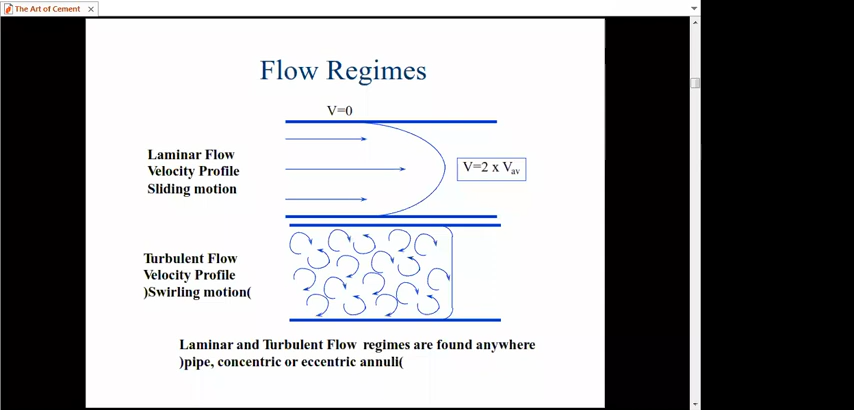 The Art of Cement
Flow Regimes
V=0
Laminar Flow
Velocity Profile
Sliding motion
V=2 x Vav
Turbulent Flow
Velocity Profile
)Swirling motion(
Laminar and Turbulent Flow regimes are found anywhere
)pipe, concentric or eccentric annuli(